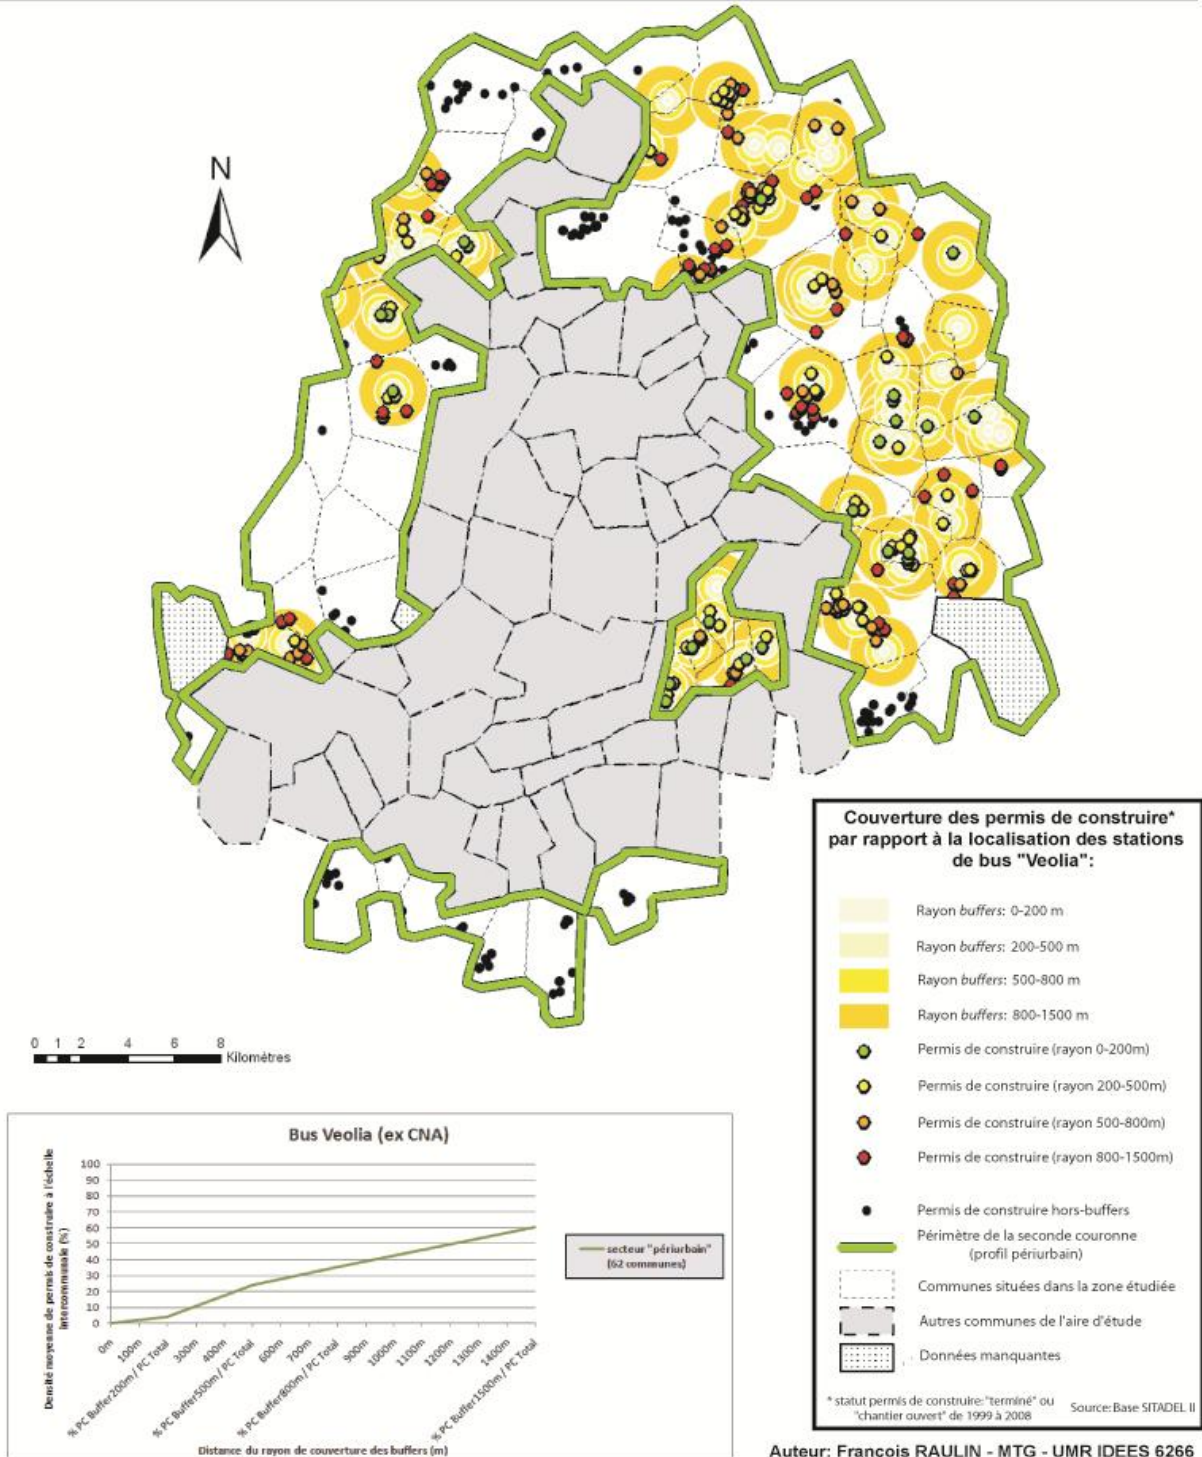 N
0 1 2 4 6 8
Kilomètres
Couverture des permis de construire*
par rapport à la localisation des stations
de bus "Veolia":
Rayon buffers: 0-200 m
Rayon buffers: 200-500 m
Rayon buffers: 500-800 m
Rayon buffers: 800-1500 m
Permis de construire (rayon 0-200m)
Permis de construire (rayon 200-500m)
Permis de construire (rayon 500-800m)
Permis de construire (rayon 800-1500m)
Permis de construire hors-buffers
Périmètre de la seconde couronne
(profil périurbain)
Communes situées dans la zone étudiée
Autres communes de l'aire d'étude
Données manquantes
* statut permis de construire: "terminé" ou
"chantier ouvert" de 1999 à 2008
Source: Base SITADEL II
Bus Veolia (ex CNA)
Densité moyenne de permis de construire à l'échelle
intercommunale (%)
100
90
80
70
60
50
40
30
20
10
0
0m
100m
% PC Buffer200m / PC Total
300m
400m
% PC Buffer500m / PC Total
600m
700m
% PC Buffer800m / PC Total
900m
1000m
1100m
1200m
1300m
1400m
% PC Buffer1500m / PC Total
Distance du rayon de couverture des buffers (m)
secteur "périurbain"
(62 communes)
Auteur: François RAULIN - MTG - UMR IDEES 6266